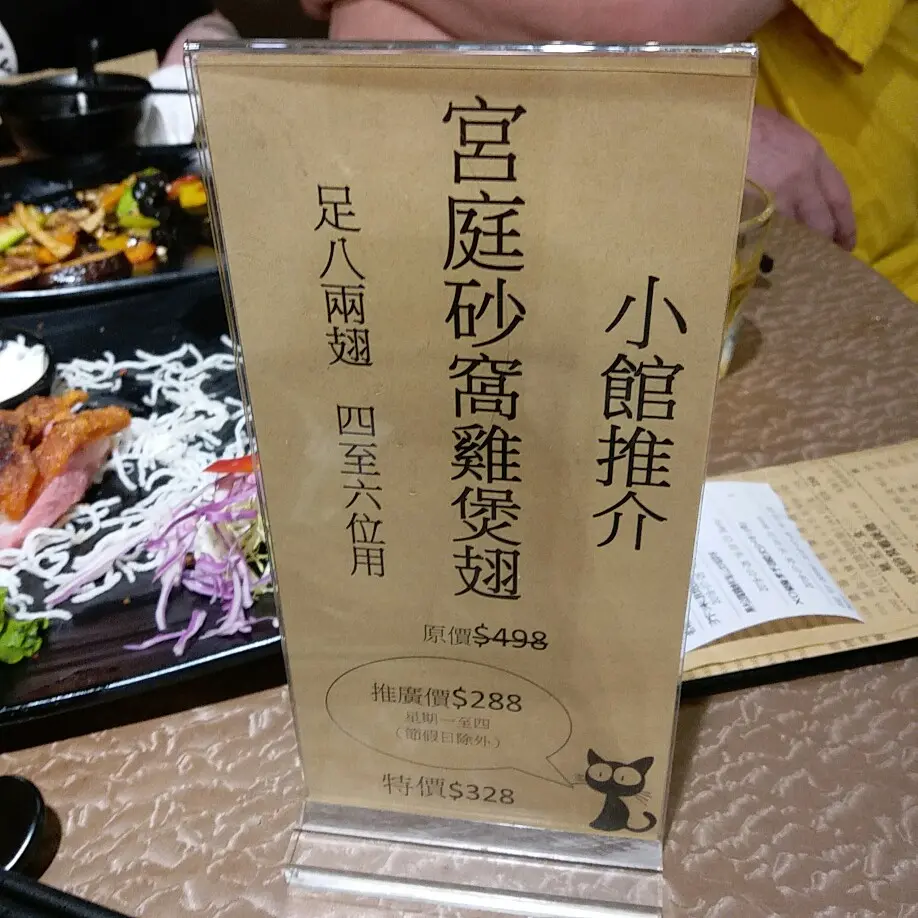 小館推介
宮庭砂窩雞煲翅
足八兩翅 四至六位用
原價$498
推廣價$288
星期一至四
(節假日除外)
特價$328